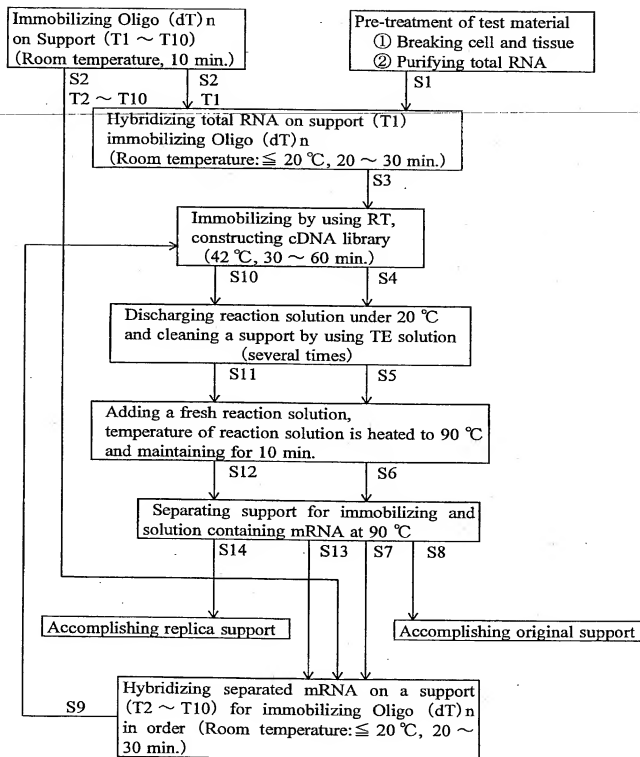 Immobilizing Oligo (dT)n
on Support (T1 ~ T10)
(Room temperature, 10 min.)
Pre-treatment of test material
① Breaking cell and tissue
② Purifying total RNA
S2
T2 ~ T10
S2
T1
S1
Hybridizing total RNA on support (T1)
immobilizing Oligo (dT)n
(Room temperature:≦ 20 ℃, 20 ~ 30 min.)
S3
Immobilizing by using RT,
constructing cDNA library
(42 ℃, 30 ~ 60 min.)
S10
S4
Discharging reaction solution under 20 ℃
and cleaning a support by using TE solution
(several times)
S11
S5
Adding a fresh reaction solution,
temperature of reaction solution is heated to 90 ℃
and maintaining for 10 min.
S12
S6
Separating support for immobilizing and
solution containing mRNA at 90 ℃
S14
S13
S7
S8
Accomplishing replica support
Accomplishing original support
S9
Hybridizing separated mRNA on a support
(T2 ~ T10) for immobilizing Oligo (dT)n
in order (Room temperature:≦ 20 ℃, 20 ~
30 min.)